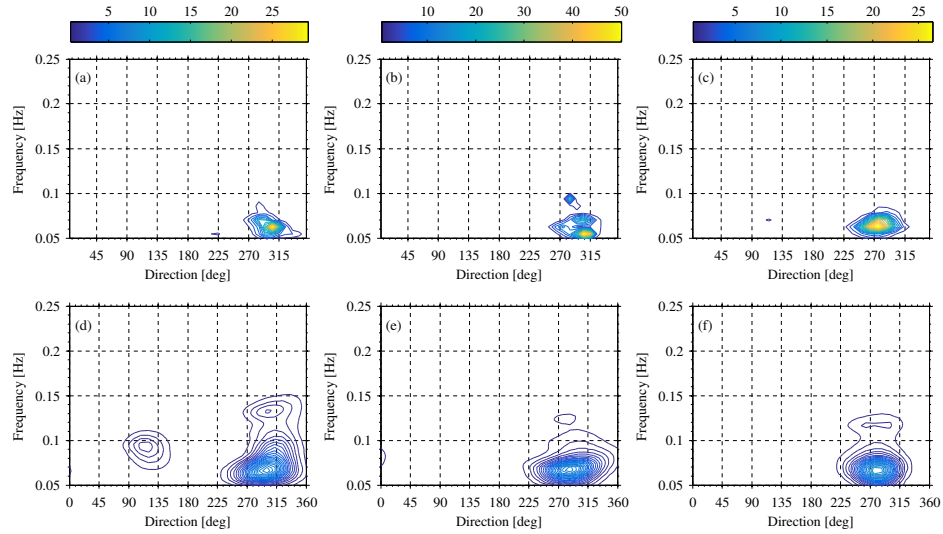 5 10 15 20 25
10 20 30 40 50
5 10 15 20 25
(a)
Frequency [Hz]
0.25
0.2
0.15
0.1
0.05
45 90 135 180 225 270 315
Direction [deg]
(b)
Frequency [Hz]
0.25
0.2
0.15
0.1
0.05
45 90 135 180 225 270 315
Direction [deg]
(c)
Frequency [Hz]
0.25
0.2
0.15
0.1
0.05
45 90 135 180 225 270 315
Direction [deg]
(d)
Frequency [Hz]
0.25
0.2
0.15
0.1
0.05
0 45 90 135 180 225 270 315 360
Direction [deg]
(e)
Frequency [Hz]
0.25
0.2
0.15
0.1
0.05
0 45 90 135 180 225 270 315 360
Direction [deg]
(f)
Frequency [Hz]
0.25
0.2
0.15
0.1
0.05
0 45 90 135 180 225 270 315 360
Direction [deg]